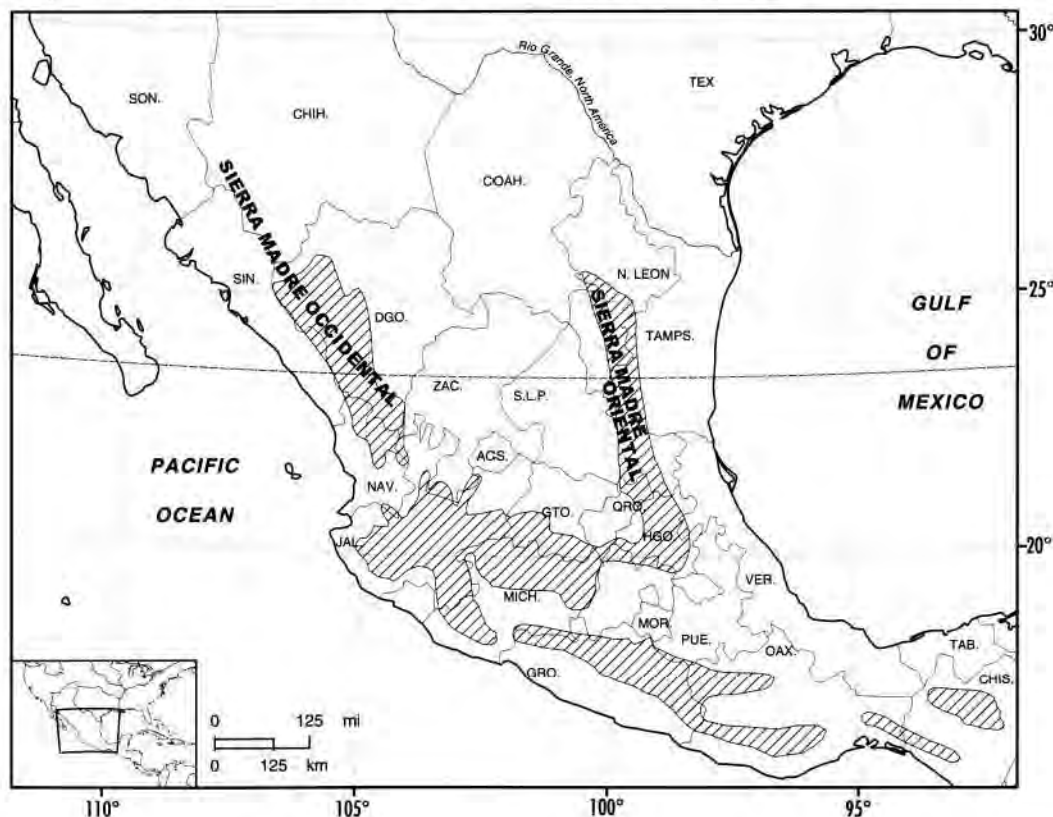 30°
Rio Grande, North América
SON.
TEX
CHIH.
COAH.
SIERRA MADRE OCCIDENTAL
N. LEON
SIN.
25°
SIERRA MADRE
ORIENTAL
GULF
OF
MEXICO
DGO.
TAMPS.
ZAC.
S.L.P.
PACIFIC
OCEAN
AGS.
NAV.
GTO.
QRO.
JAL.
HGO.
20°
VER.
MICH.
MOR.
PUE.
OAX.
TAB.
GRO.
CHIS.
0 125 mi
0 125 km
110° 105° 100° 95°